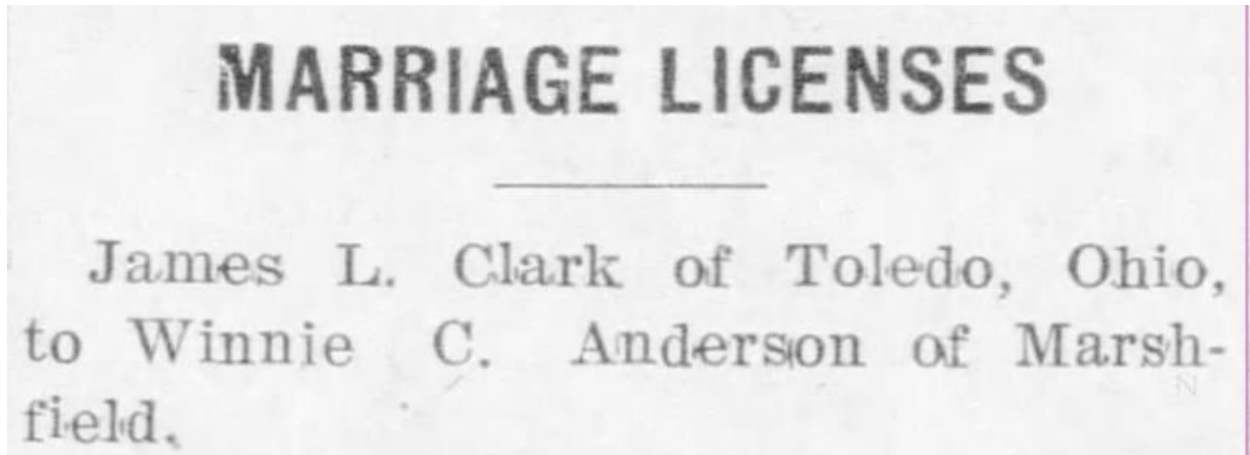 MARRIAGE LICENSES
James L. Clark of Toledo, Ohio,
to Winnie C. Anderson of Marsh-
field.